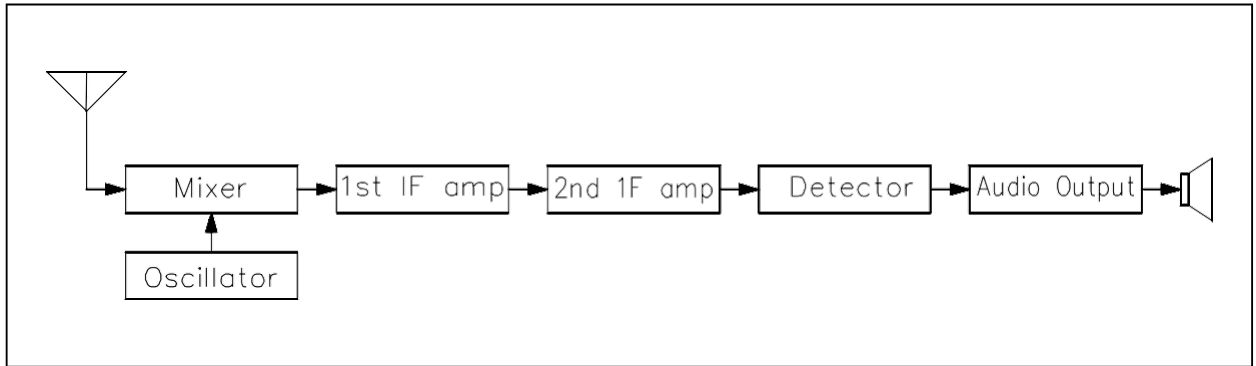 Mixer
1st IF amp
2nd 1F amp
Detector
Audio Output
Oscillator